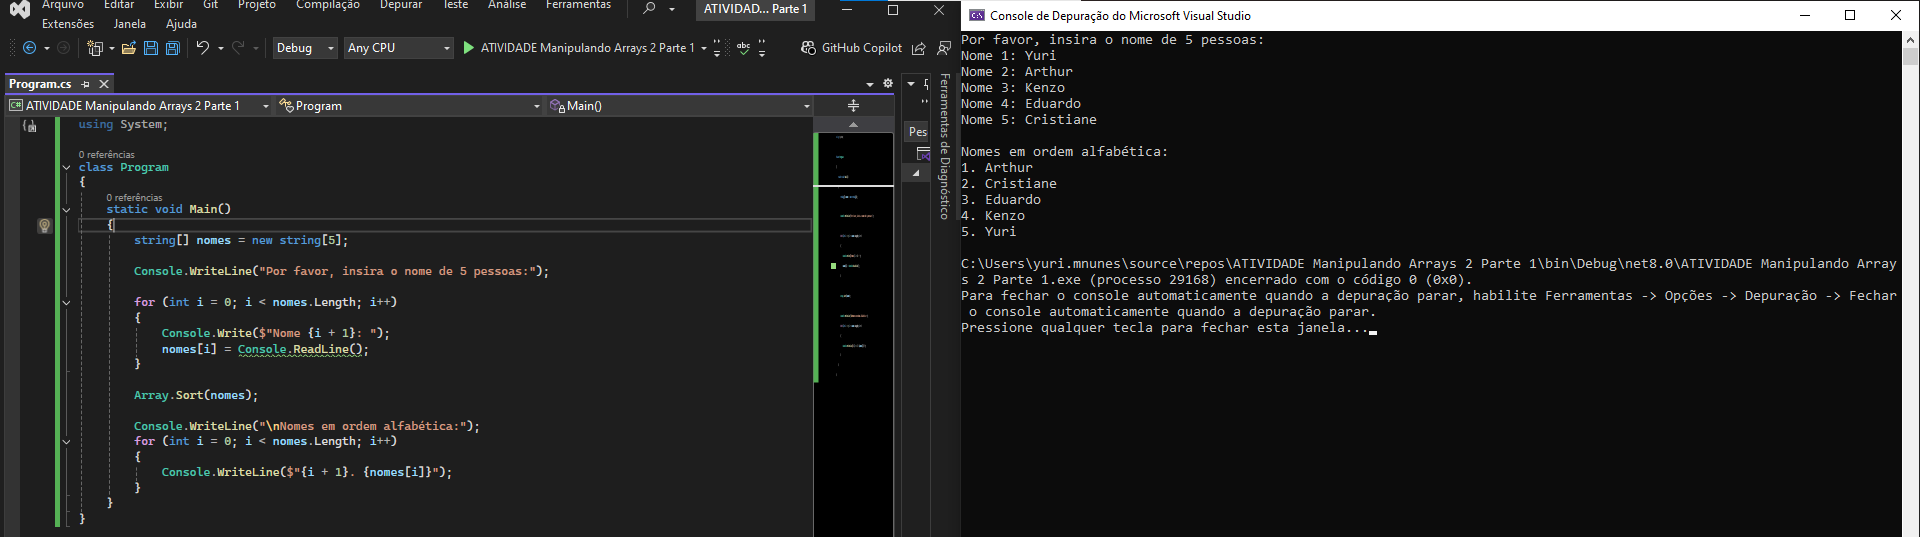 Arquivo Editar Exibir Git Projeto Compilação Depurar Teste Análise Ferramentas
ATIVIDAD... Parte 1
Extensões Janela Ajuda
Debug Any CPU ATIVIDADE Manipulando Arrays 2 Parte 1 GitHub Copilot
Program.cs
ATIVIDADE Manipulando Arrays 2 Parte 1 Program Main()
using System;
0 referências
class Program
{
0 referências
static void Main()
{
string[] nomes = new string[5];
Console.WriteLine("Por favor, insira o nome de 5 pessoas:");
for (int i = 0; i < nomes.Length; i++)
{
Console.Write($"Nome {i + 1}: ");
nomes[i] = Console.ReadLine();
}
Array.Sort(nomes);
Console.WriteLine("\nNomes em ordem alfabética:");
for (int i = 0; i < nomes.Length; i++)
{
Console.WriteLine($"{i + 1}. {nomes[i]}");
}
}
}
Pes
Ferramentas de Diagnóstico
Console de Depuração do Microsoft Visual Studio
Por favor, insira o nome de 5 pessoas:
Nome 1: Yuri
Nome 2: Arthur
Nome 3: Kenzo
Nome 4: Eduardo
Nome 5: Cristiane
Nomes em ordem alfabética:
1. Arthur
2. Cristiane
3. Eduardo
4. Kenzo
5. Yuri
C:\Users\yuri.mnunes\source\repos\ATIVIDADE Manipulando Arrays 2 Parte 1\bin\Debug\net8.0\ATIVIDADE Manipulando Array
s 2 Parte 1.exe (processo 29168) encerrado com o código 0 (0x0).
Para fechar o console automaticamente quando a depuração parar, habilite Ferramentas -> Opções -> Depuração -> Fechar
o console automaticamente quando a depuração parar.
Pressione qualquer tecla para fechar esta janela...